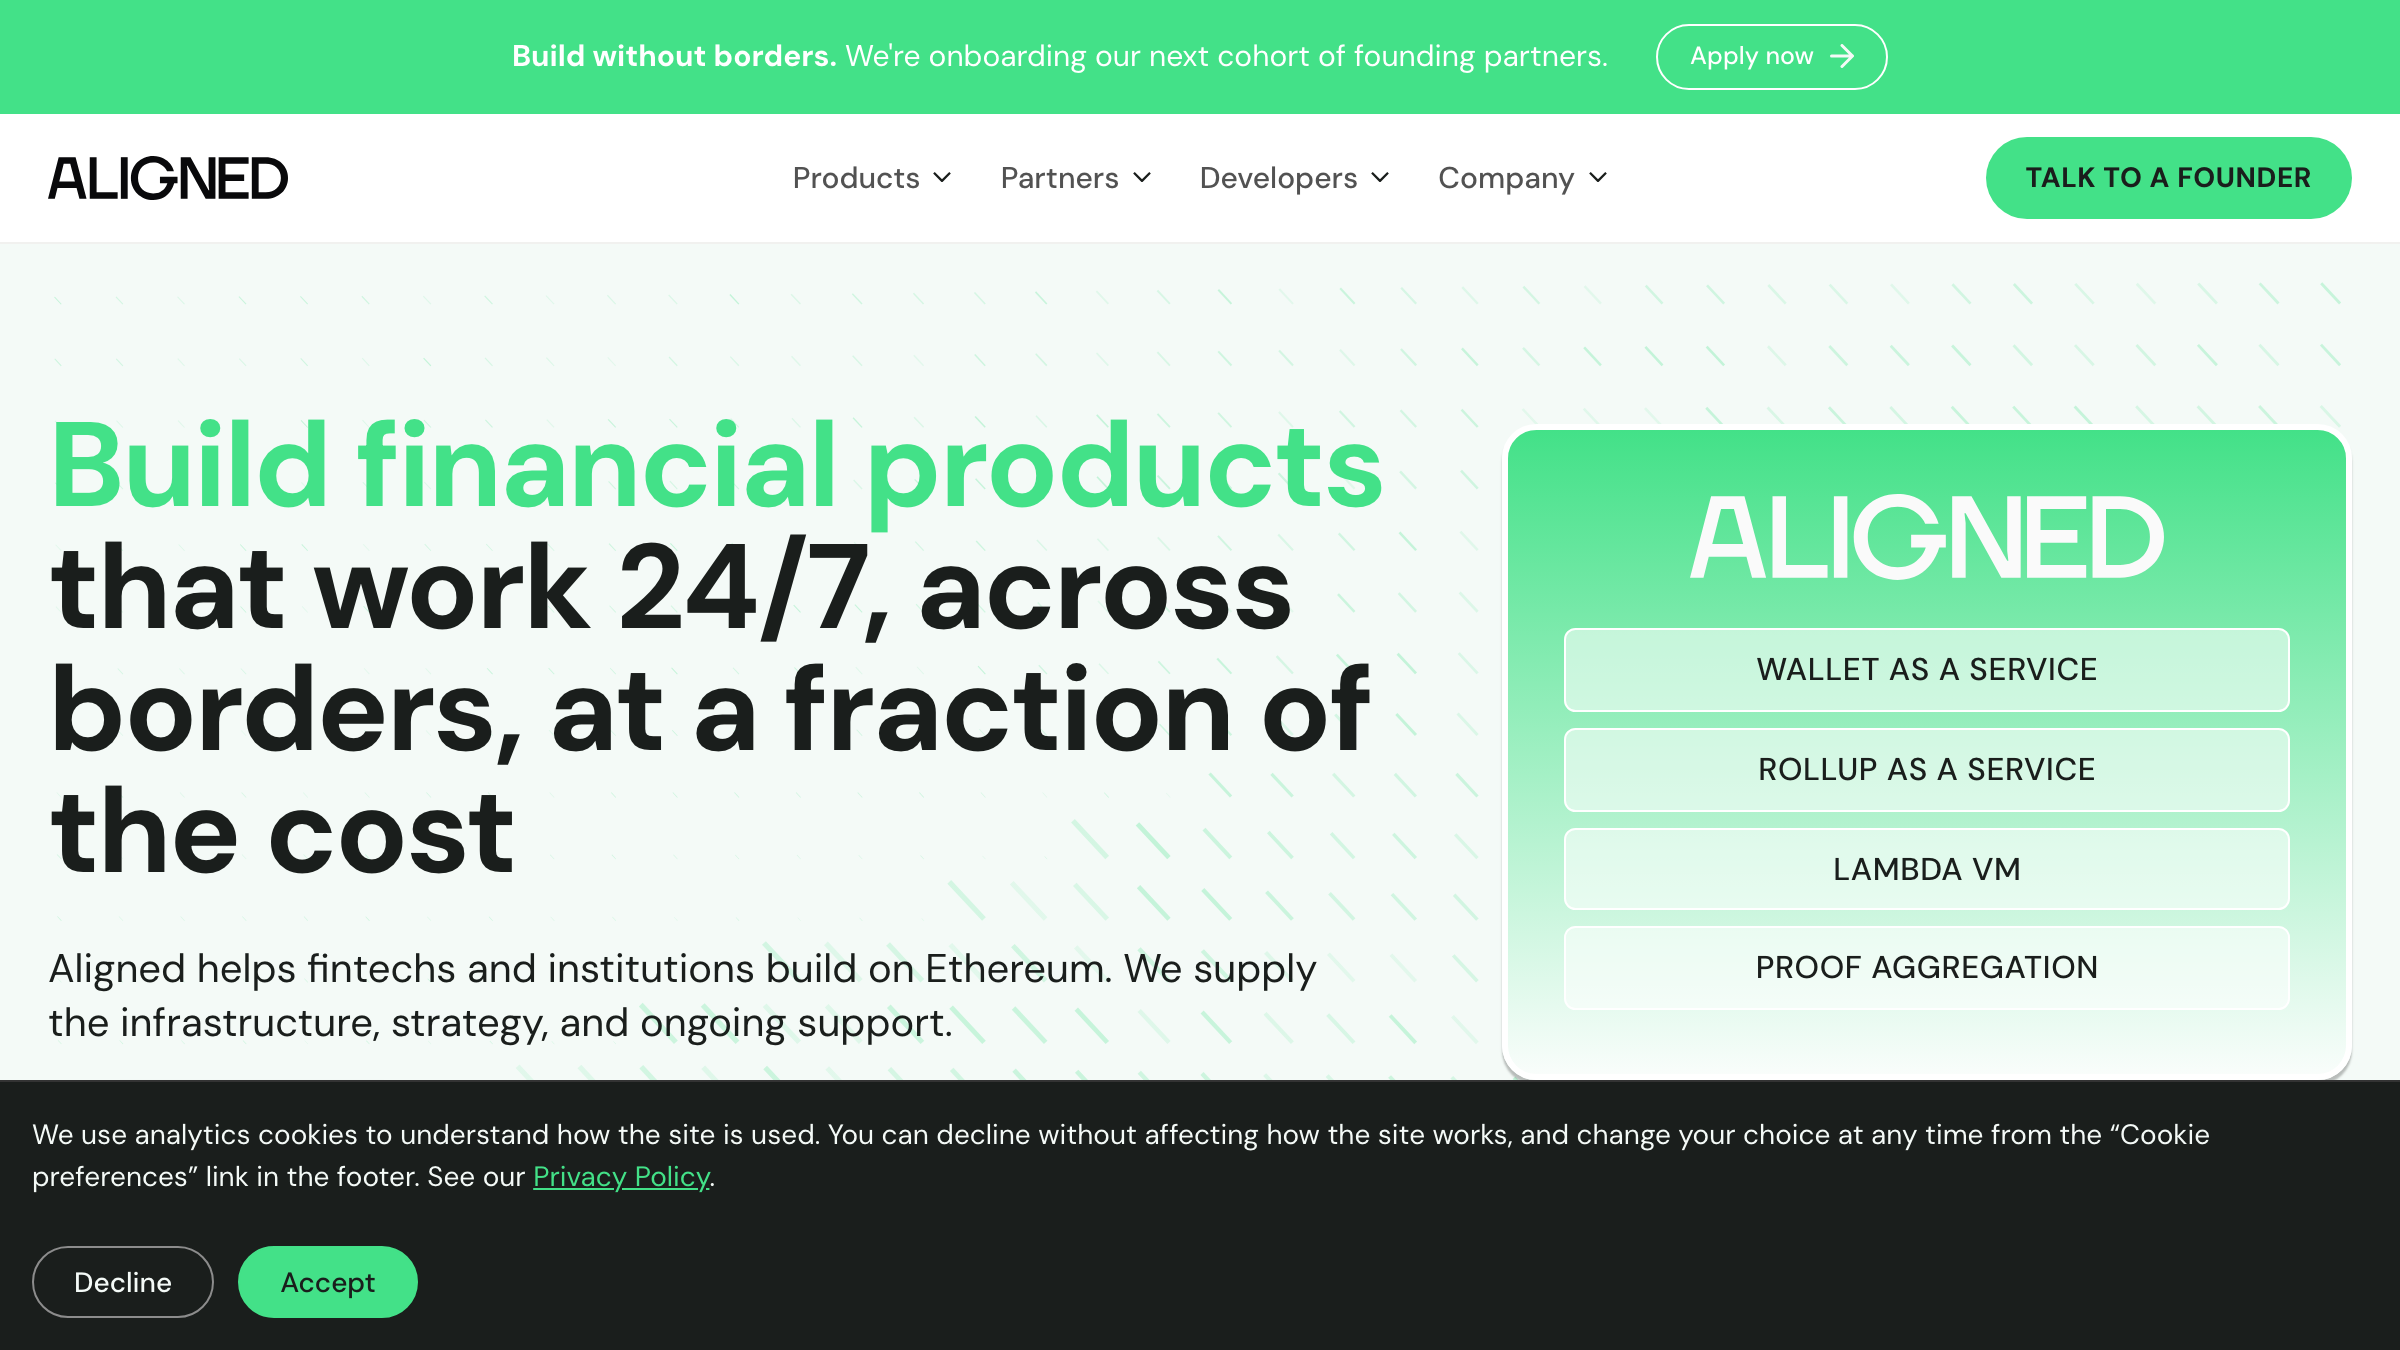 Build without borders. We're onboarding our next cohort of founding partners.
Apply now
ALIGNED
Products
Partners
Developers
Company
TALK TO A FOUNDER
Build financial products
that work 24/7, across
borders, at a fraction of
the cost
Aligned helps fintechs and institutions build on Ethereum. We supply
the infrastructure, strategy, and ongoing support.
ALIGNED
WALLET AS A SERVICE
ROLLUP AS A SERVICE
LAMBDA VM
PROOF AGGREGATION
We use analytics cookies to understand how the site is used. You can decline without affecting how the site works, and change your choice at any time from the “Cookie
preferences” link in the footer. See our Privacy Policy.
Decline
Accept